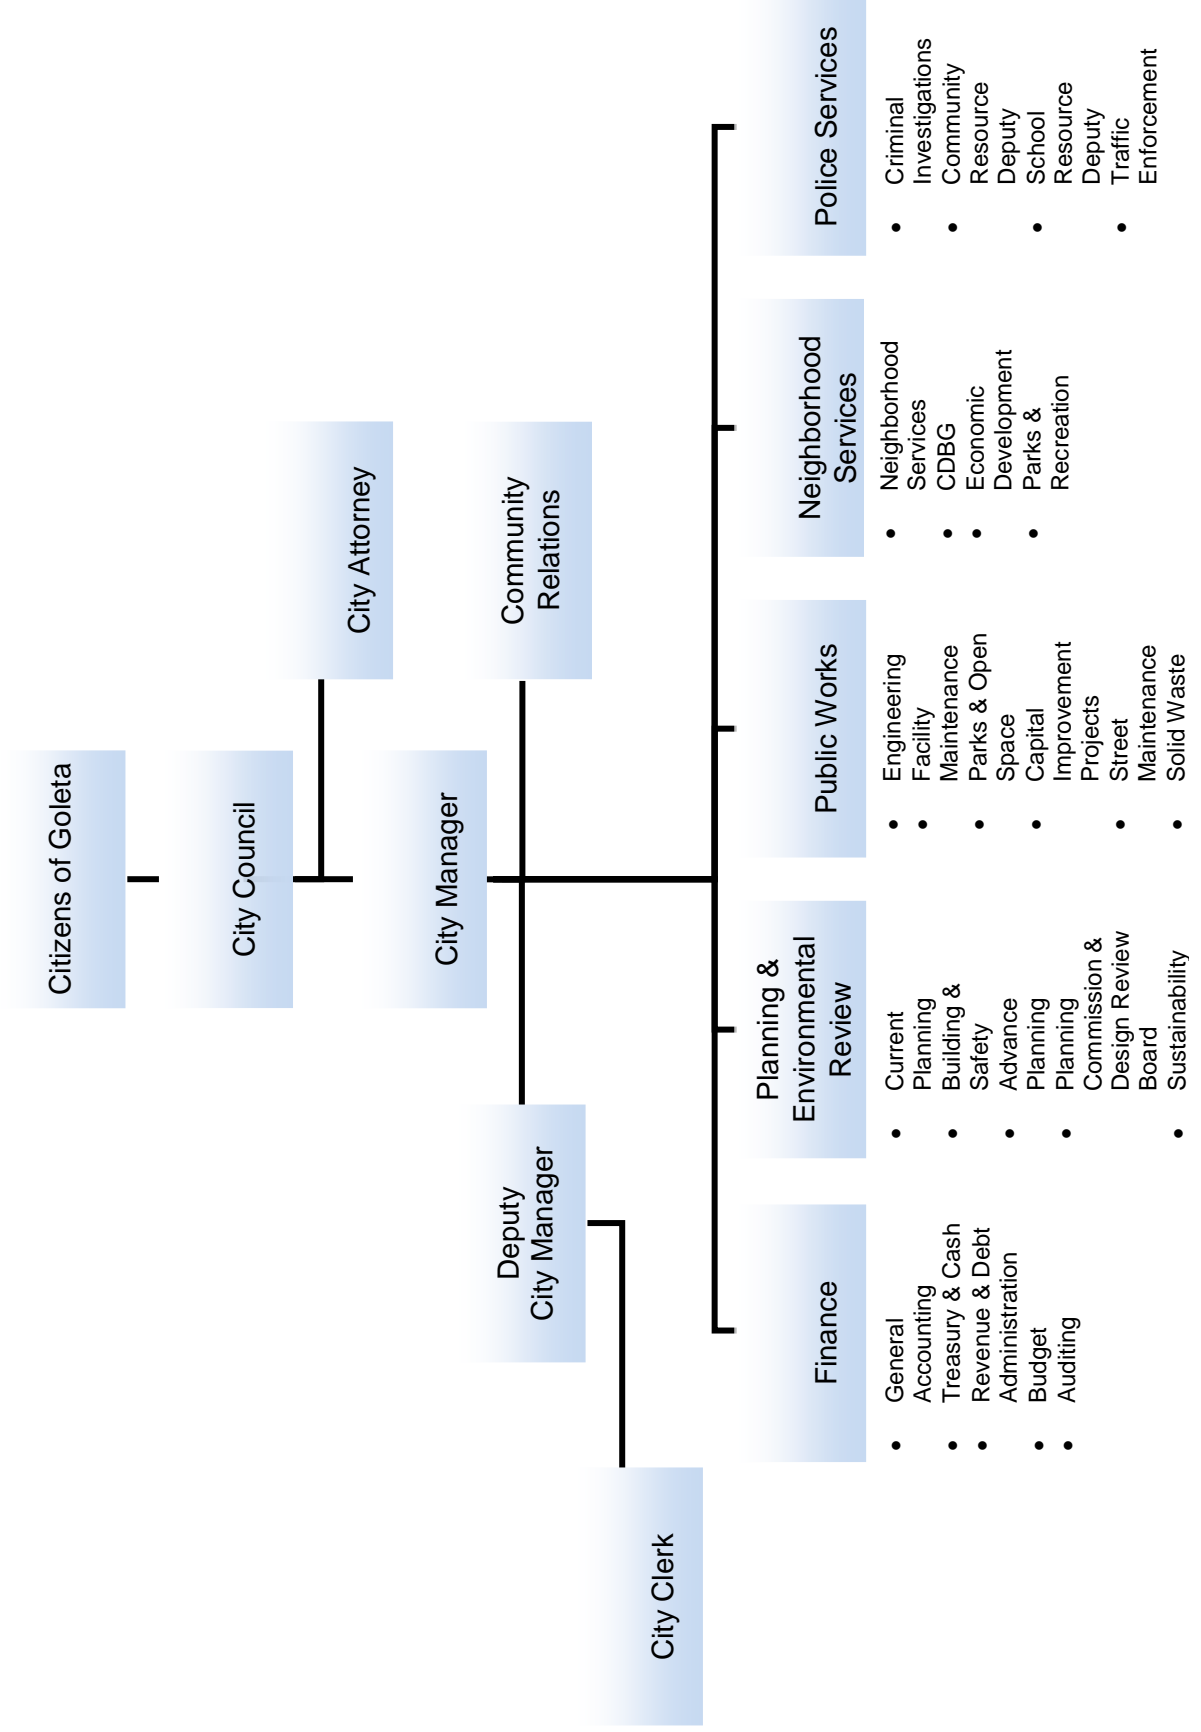 Citizens of Goleta
City Council
City Attorney
City Manager
Deputy
City Manager
Community
Relations
City Clerk
Finance
• General
Accounting
• Treasury & Cash
• Revenue & Debt
Administration
• Budget
• Auditing
Planning &
Environmental
Review
• Current
Planning
• Building &
Safety
• Advance
Planning
• Planning
Commission &
Design Review
Board
• Sustainability
Public Works
• Engineering
• Facility
Maintenance
• Parks & Open
Space
• Capital
Improvement
Projects
• Street
Maintenance
• Solid Waste
Neighborhood
Services
• Neighborhood
Services
• CDBG
• Economic
Development
• Parks &
Recreation
Police Services
• Criminal
Investigations
• Community
Resource
Deputy
• School
Resource
Deputy
• Traffic
Enforcement